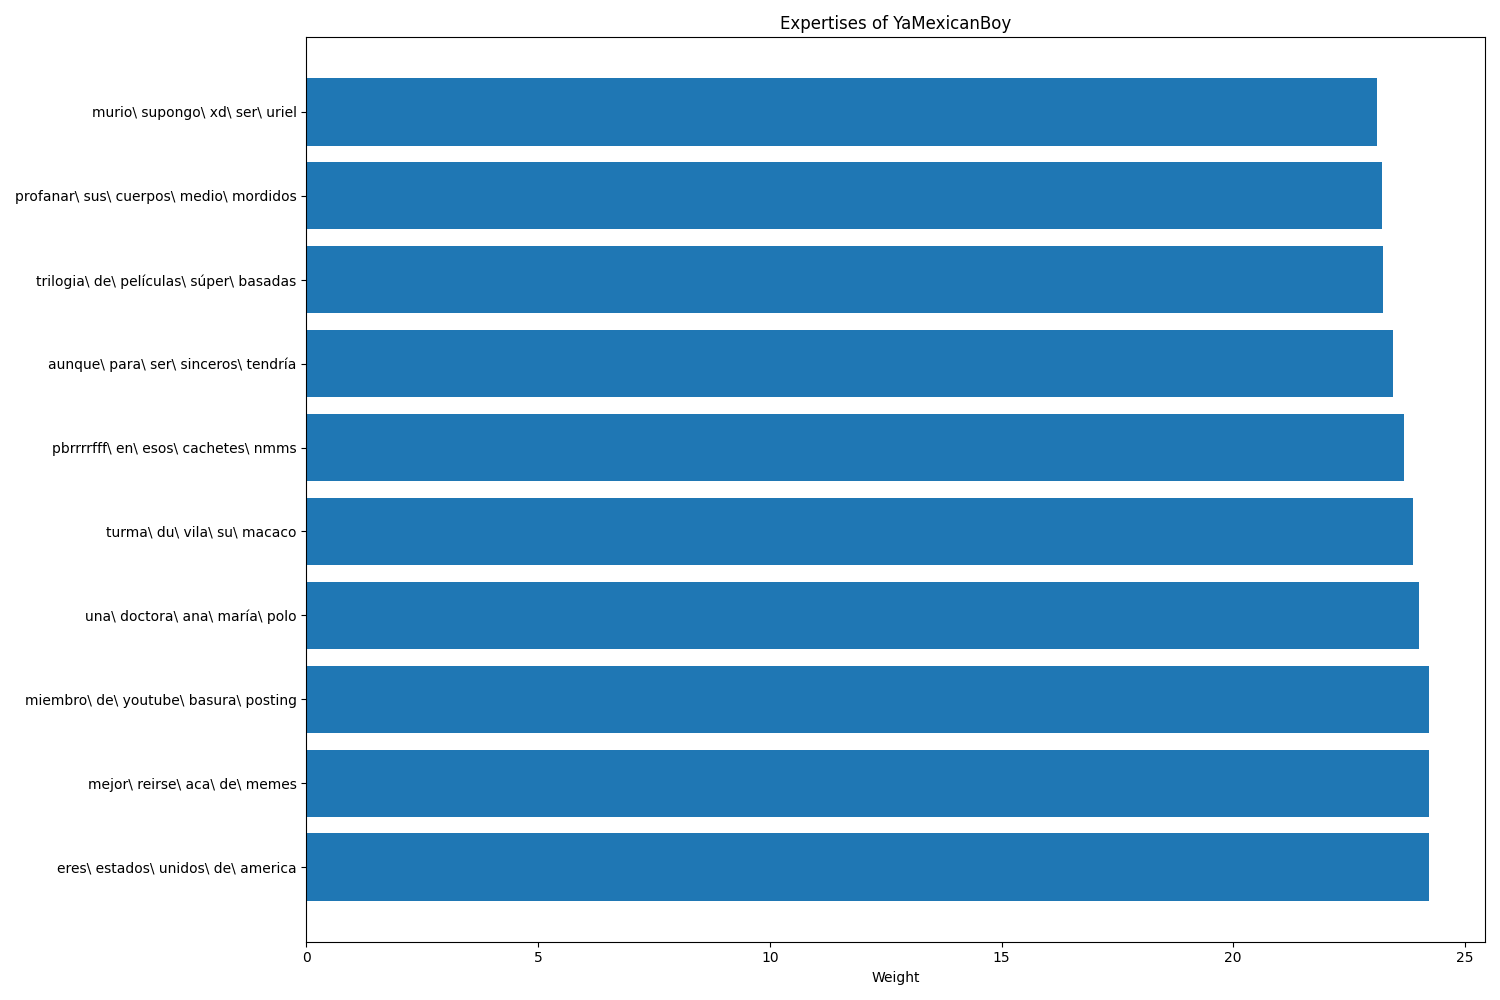 Expertises of YaMexicanBoy
murio\ supongo\ xd\ ser\ uriel
profanar\ sus\ cuerpos\ medio\ mordidos
trilogia\ de\ películas\ súper\ basadas
aunque\ para\ ser\ sinceros\ tendría
pbrrrrfff\ en\ esos\ cachetes\ nmms
turma\ du\ vila\ su\ macaco
una\ doctora\ ana\ maría\ polo
miembro\ de\ youtube\ basura\ posting
mejor\ reirse\ aca\ de\ memes
eres\ estados\ unidos\ de\ america
0 5 10 15 20 25
Weight